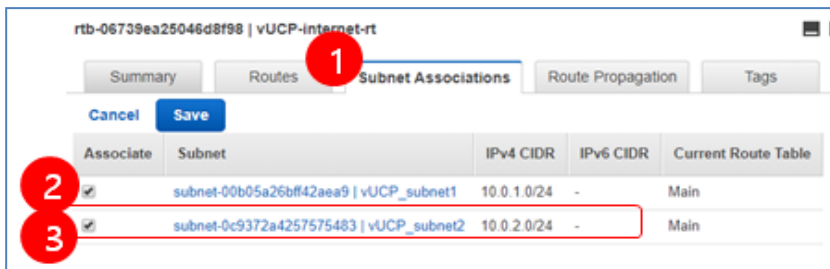 rtb-06739ea25046d8f98 | vUCP-internet-rt
1
Summary Routes Subnet Associations Route Propagation Tags
Cancel Save
Associate Subnet IPv4 CIDR IPv6 CIDR Current Route Table
2 subnet-00b05a26bff42aea9 | vUCP_subnet1 10.0.1.0/24 - Main
3 subnet-0c9372a4257575483 | vUCP_subnet2 10.0.2.0/24 - Main